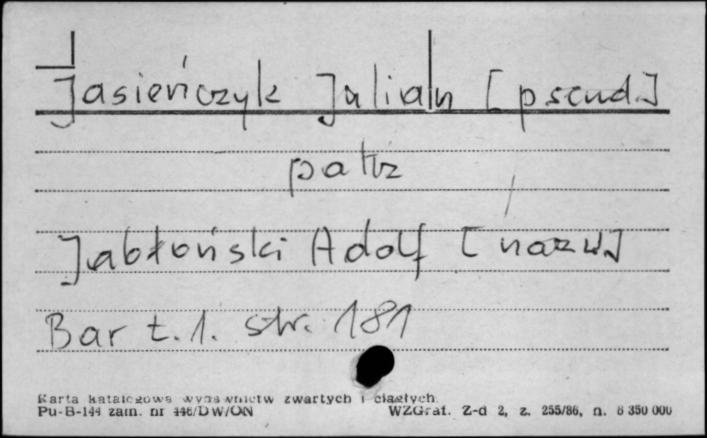 Jasieńczyk Julian [pseud.]
patrz
Jabłoński Adolf [nazw.]
Bar t. 1. str. 181
Karta katalogowa wydawnictw zwartych i ciągłych.
Pu-B-144 zam. nr 446/DW/ON WZGraf. Z-d 2, z. 255/86, n. 6 350 000